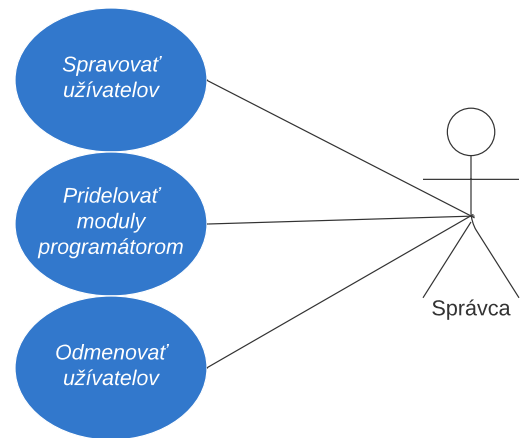 Spravovať
užívatelov
Pridelovať
moduly
programátorom
Odmenovať
užívatelov
Správca